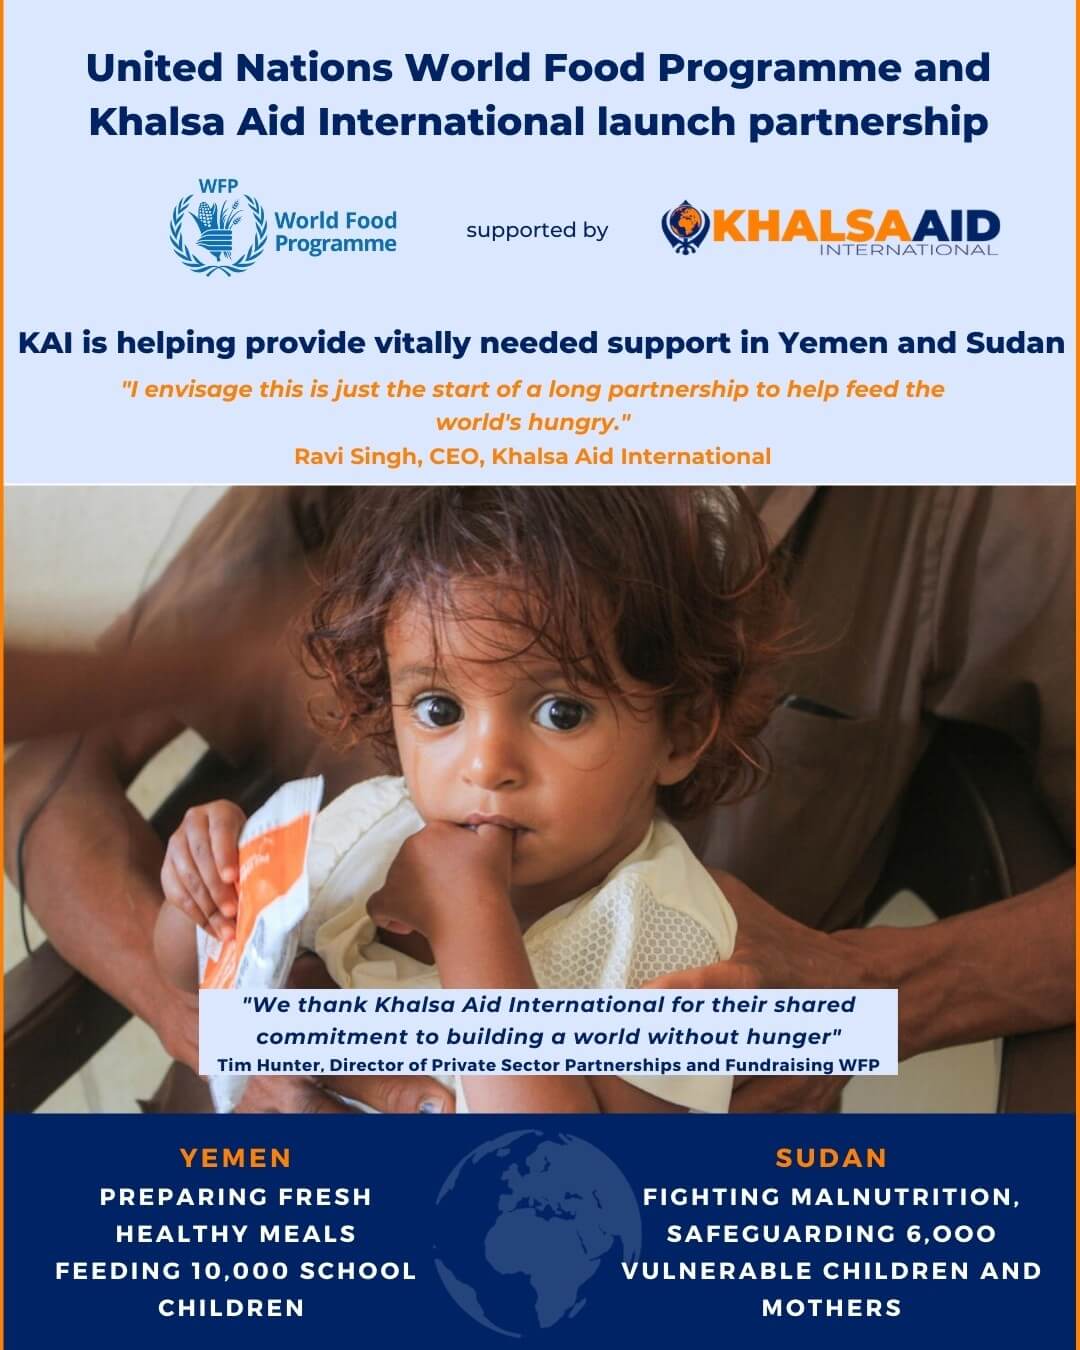 United Nations World Food Programme and
Khalsa Aid International launch partnership
WFP
World Food
Programme
supported by
KHALSAAID
INTERNATIONAL
KAI is helping provide vitally needed support in Yemen and Sudan
"I envisage this is just the start of a long partnership to help feed the
world's hungry."
Ravi Singh, CEO, Khalsa Aid International
"We thank Khalsa Aid International for their shared
commitment to building a world without hunger"
Tim Hunter, Director of Private Sector Partnerships and Fundraising WFP
YEMEN
PREPARING FRESH
HEALTHY MEALS
FEEDING 10,000 SCHOOL
CHILDREN
SUDAN
FIGHTING MALNUTRITION,
SAFEGUARDING 6,OOO
VULNERABLE CHILDREN AND
MOTHERS